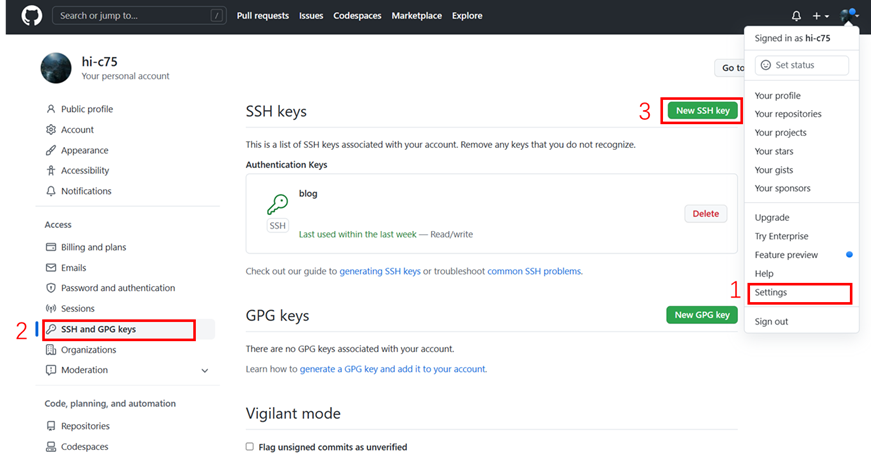 Search or jump to... /
Pull requests Issues Codespaces Marketplace Explore
Signed in as hi-c75
Set status
Your profile
Your repositories
Your projects
Your stars
Your gists
Your sponsors
Upgrade
Try Enterprise
Feature preview
Help
1 Settings
Sign out
hi-c75
Your personal account
Go to
Public profile
Account
Appearance
Accessibility
Notifications
Access
Billing and plans
Emails
Password and authentication
Sessions
2 SSH and GPG keys
Organizations
Moderation
Code, planning, and automation
Repositories
Codespaces
SSH keys
3 New SSH key
This is a list of SSH keys associated with your account. Remove any keys that you do not recognize.
Authentication Keys
blog
SSH
Last used within the last week — Read/write
Delete
Check out our guide to generating SSH keys or troubleshoot common SSH problems.
GPG keys
New GPG key
There are no GPG keys associated with your account.
Learn how to generate a GPG key and add it to your account.
Vigilant mode
Flag unsigned commits as unverified